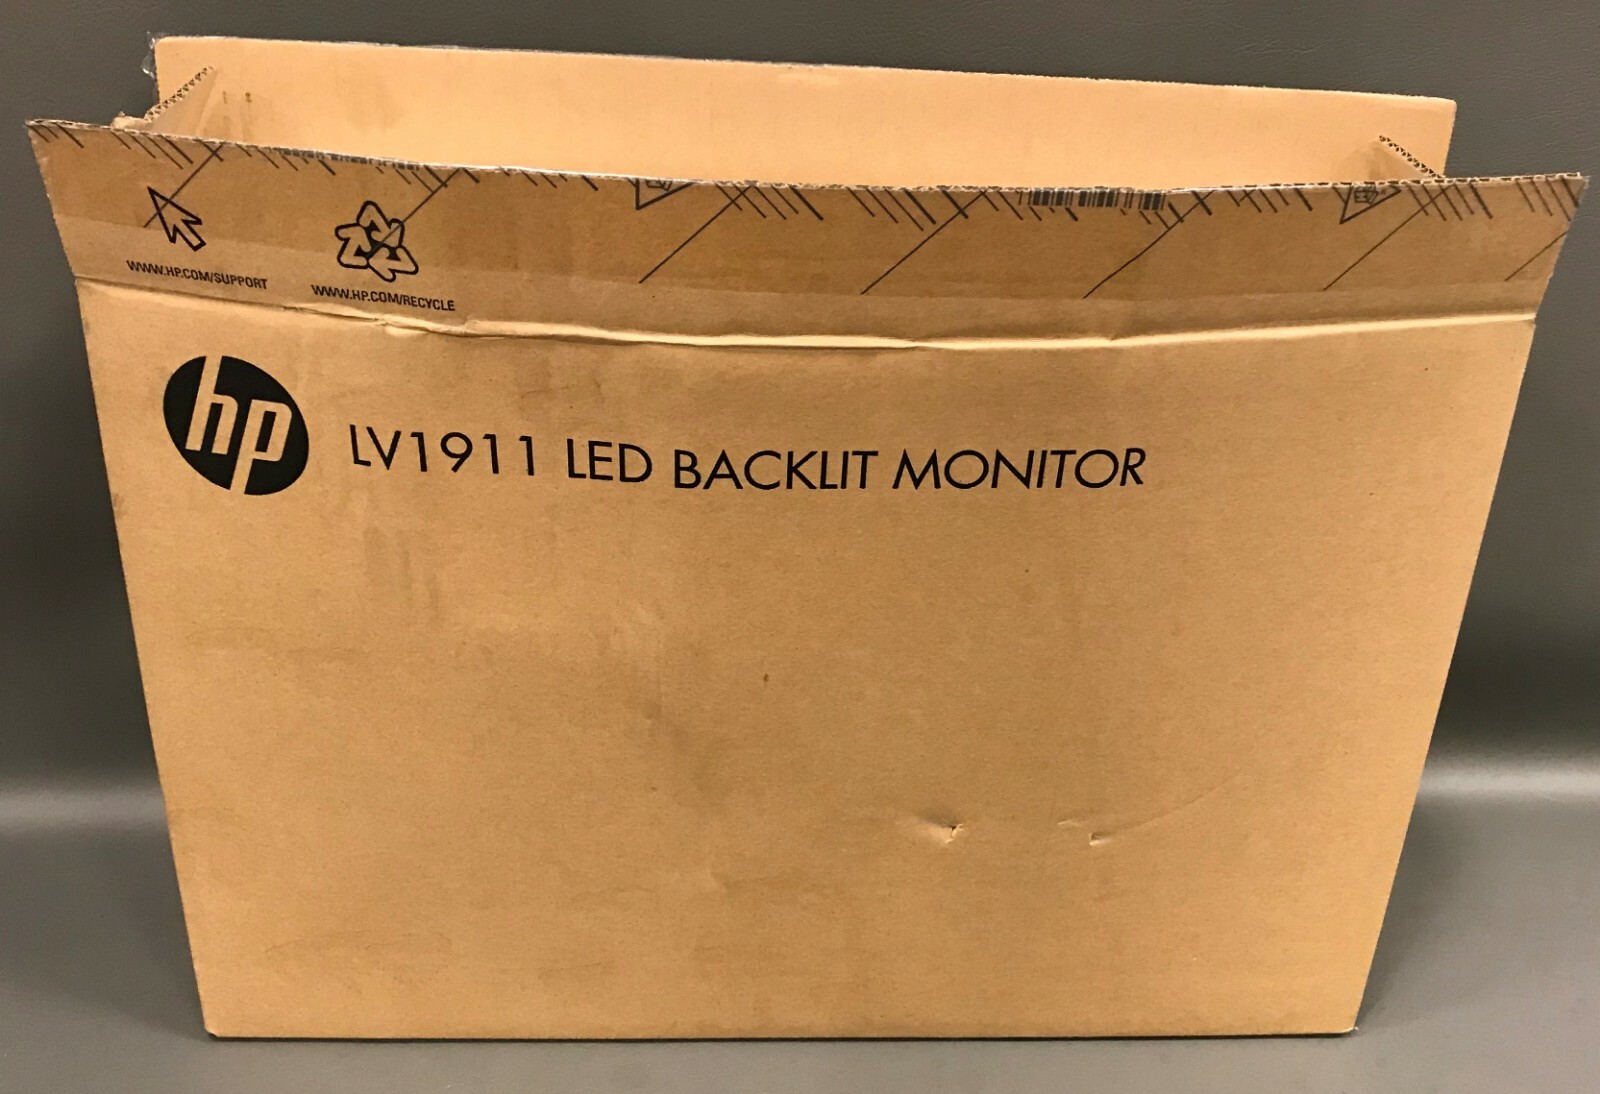 WWW.HP.COM/SUPPORT
WWW.HP.COM/RECYCLE
hp
LV1911 LED BACKLIT MONITOR